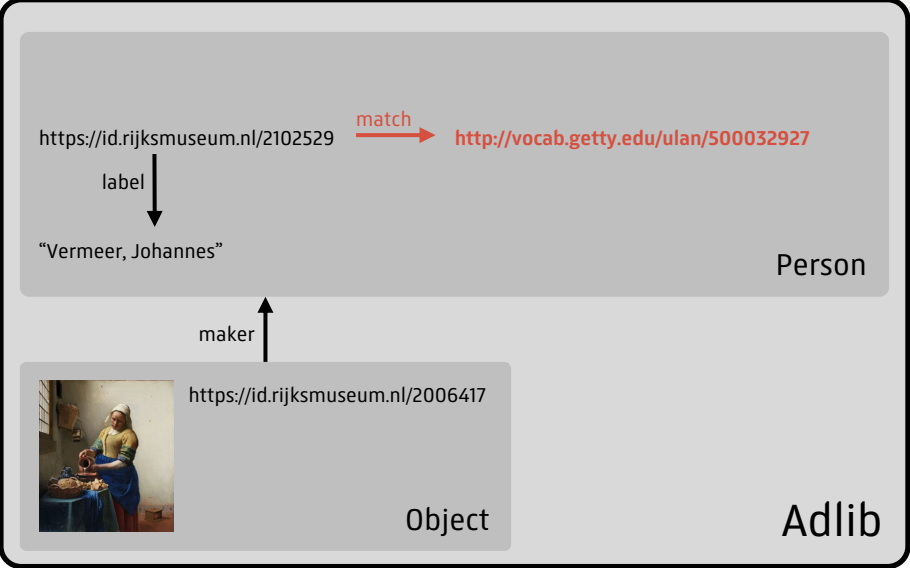 match
https://id.rijksmuseum.nl/2102529
http://vocab.getty.edu/ulan/500032927
label
“Vermeer, Johannes”
Person
maker
https://id.rijksmuseum.nl/2006417
Object
Adlib